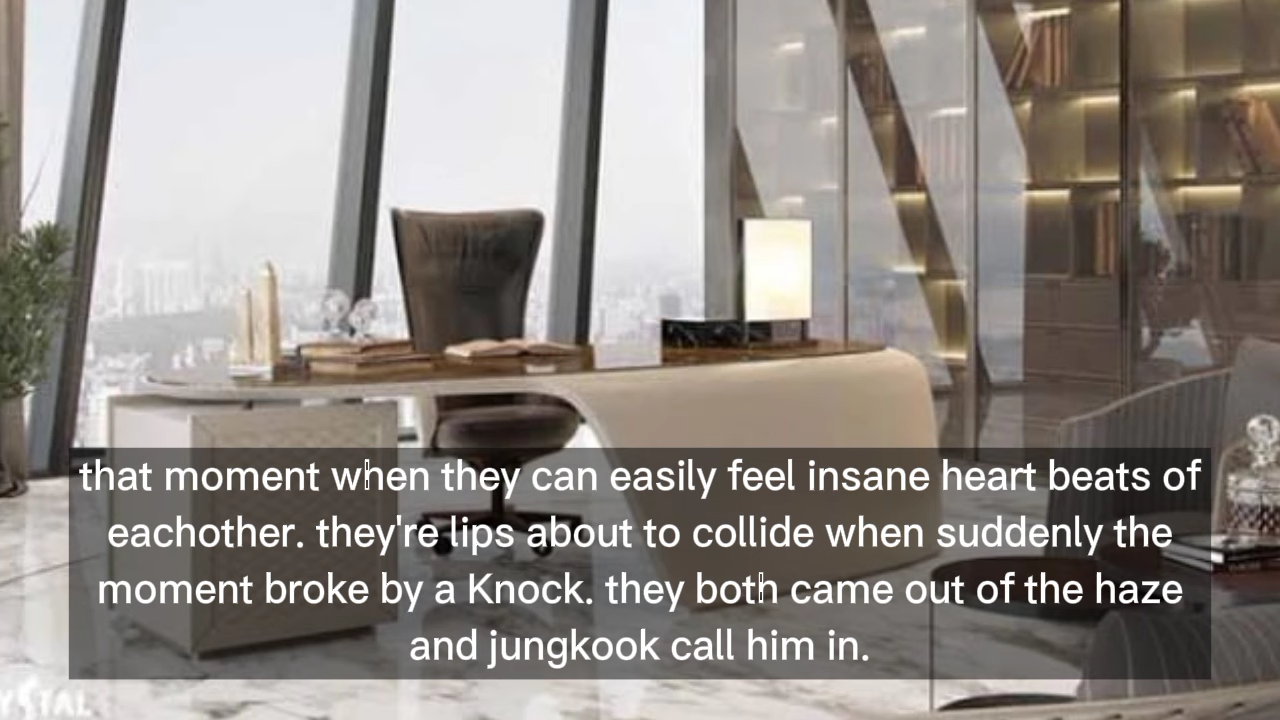 that moment when they can easily feel insane heart beats of
eachother. they're lips about to collide when suddenly the
moment broke by a Knock. they both came out of the haze
and jungkook call him in.
YSTAL